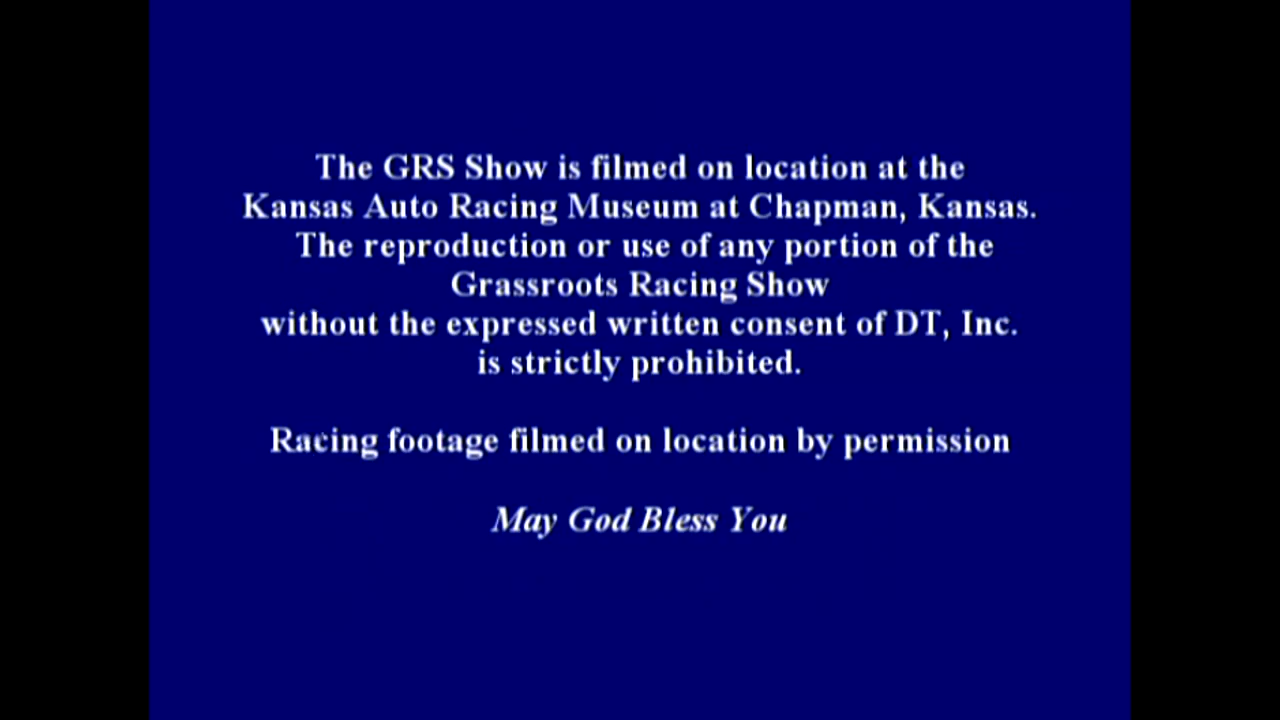 The GRS Show is filmed on location at the
Kansas Auto Racing Museum at Chapman, Kansas.
The reproduction or use of any portion of the
Grassroots Racing Show
without the expressed written consent of DT, Inc.
is strictly prohibited.
Racing footage filmed on location by permission
May God Bless You